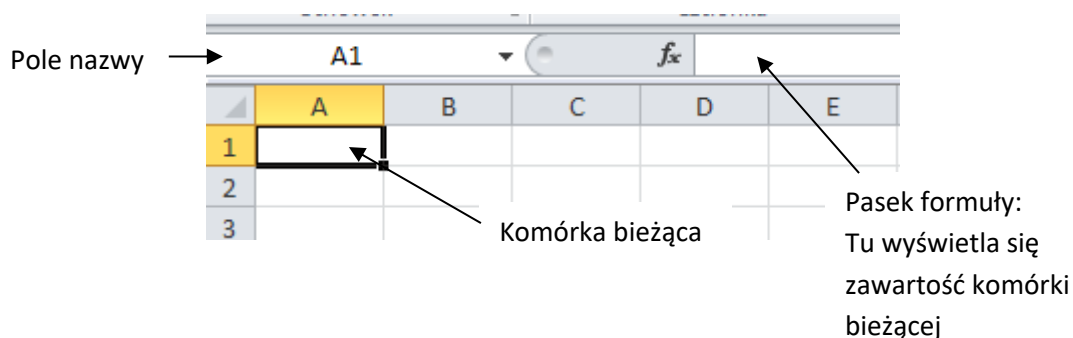 Pole nazwy
A1
fx
A B C D E
1
2
3
Komórka bieżąca
Pasek formuły:
Tu wyświetla się
zawartość komórki
bieżącej